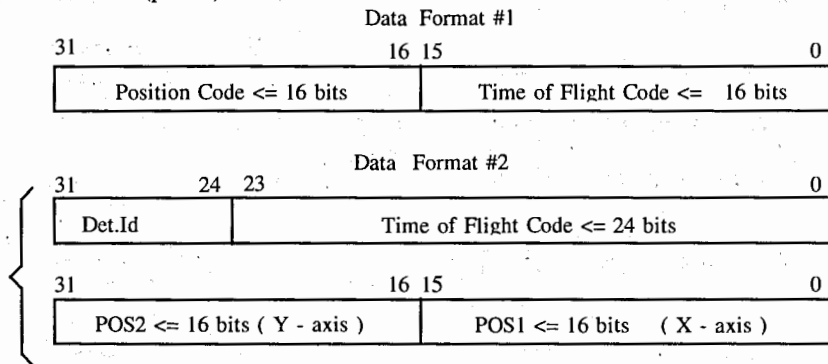 Data Format #1
31 16 15 0
Position Code <= 16 bits Time of Flight Code <= 16 bits
Data Format #2
31 24 23 0
Det.Id Time of Flight Code <= 24 bits
31 16 15 0
POS2 <= 16 bits ( Y - axis ) POS1 <= 16 bits ( X - axis )